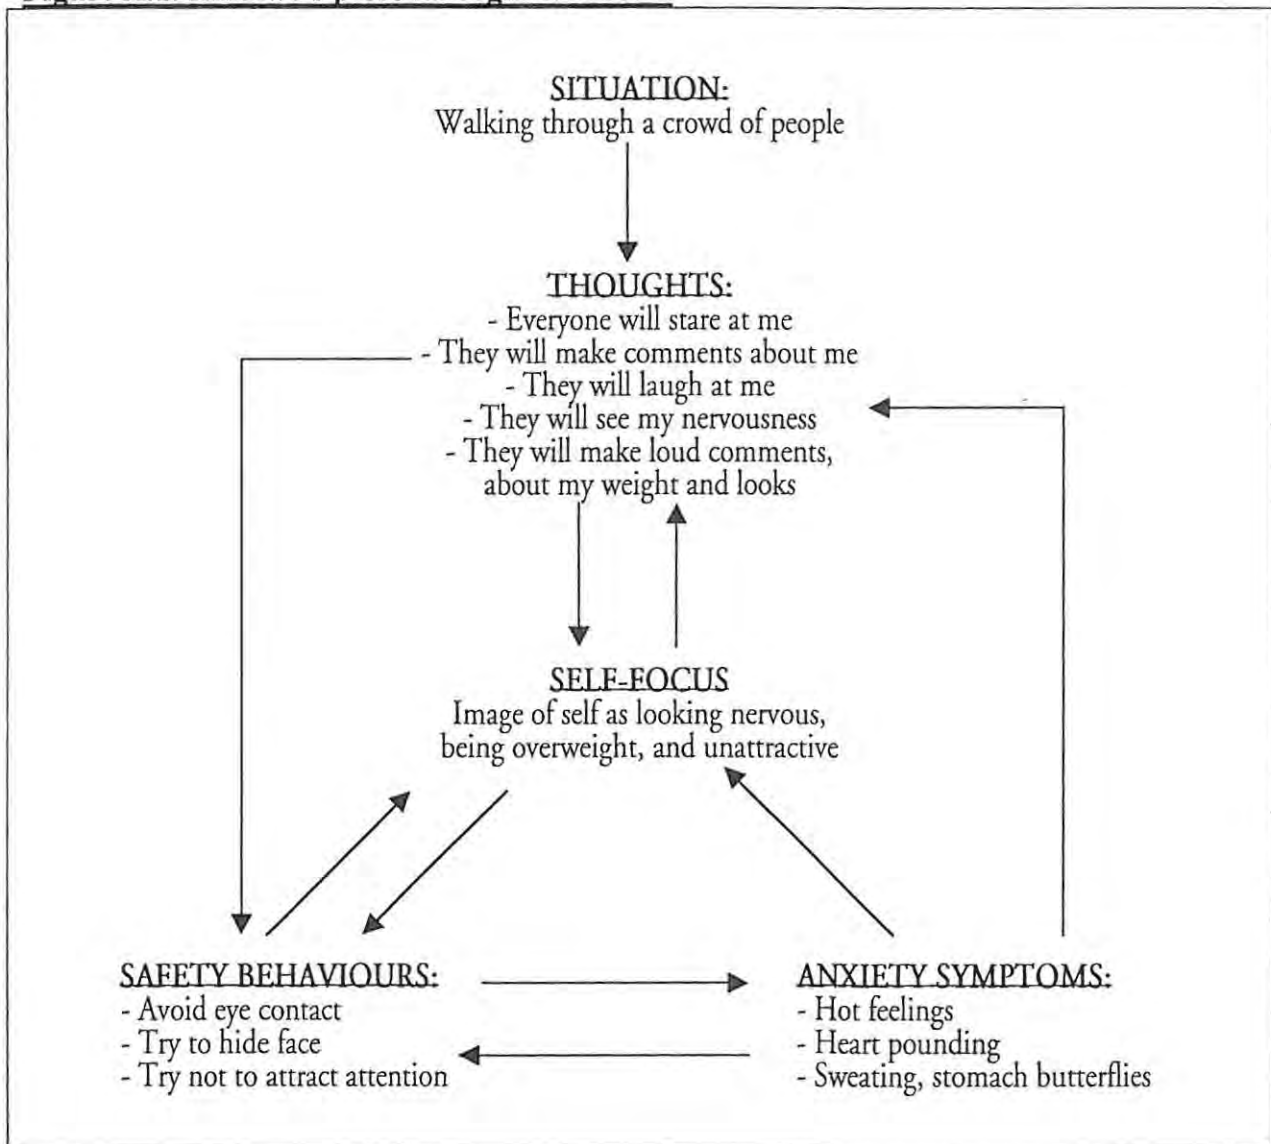 SITUATION:
Walking through a crowd of people
THOUGHTS:
- Everyone will stare at me
- They will make comments about me
- They will laugh at me
- They will see my nervousness
- They will make loud comments,
about my weight and looks
SELF-FOCUS
Image of self as looking nervous,
being overweight, and unattractive
SAFETY BEHAVIOURS:
- Avoid eye contact
- Try to hide face
- Try not to attract attention
ANXIETY SYMPTOMS:
- Hot feelings
- Heart pounding
- Sweating, stomach butterflies